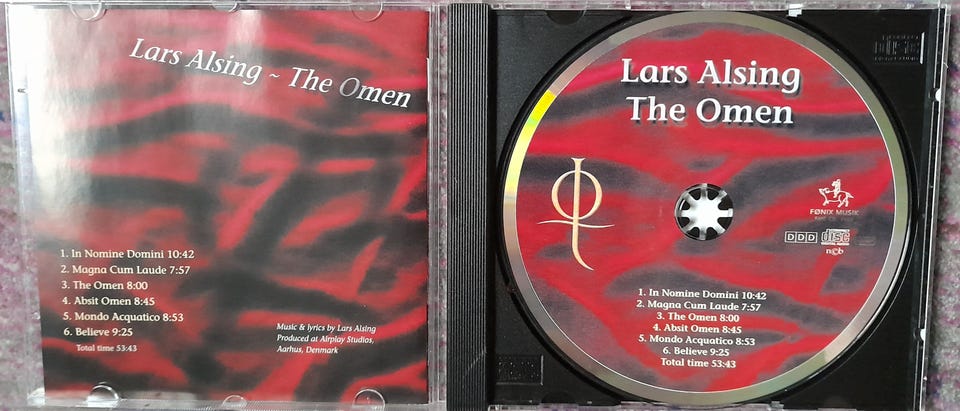 Lars Alsing ~ The Omen
1. In Nomine Domini 10:42
2. Magna Cum Laude 7:57
3. The Omen 8:00
4. Absit Omen 8:45
5. Mondo Acquatico 8:53
6. Believe 9:25
Total time 53:43
Music & lyrics by Lars Alsing
Produced at Airplay Studios,
Aarhus, Denmark
Lars Alsing
The Omen
FØNIX MUSIK
DDD
disc
ncb
1. In Nomine Domini 10:42
2. Magna Cum Laude 7:57
3. The Omen 8:00
4. Absit Omen 8:45
5. Mondo Acquatico 8:53
6. Believe 9:25
Total time 53:43
disc